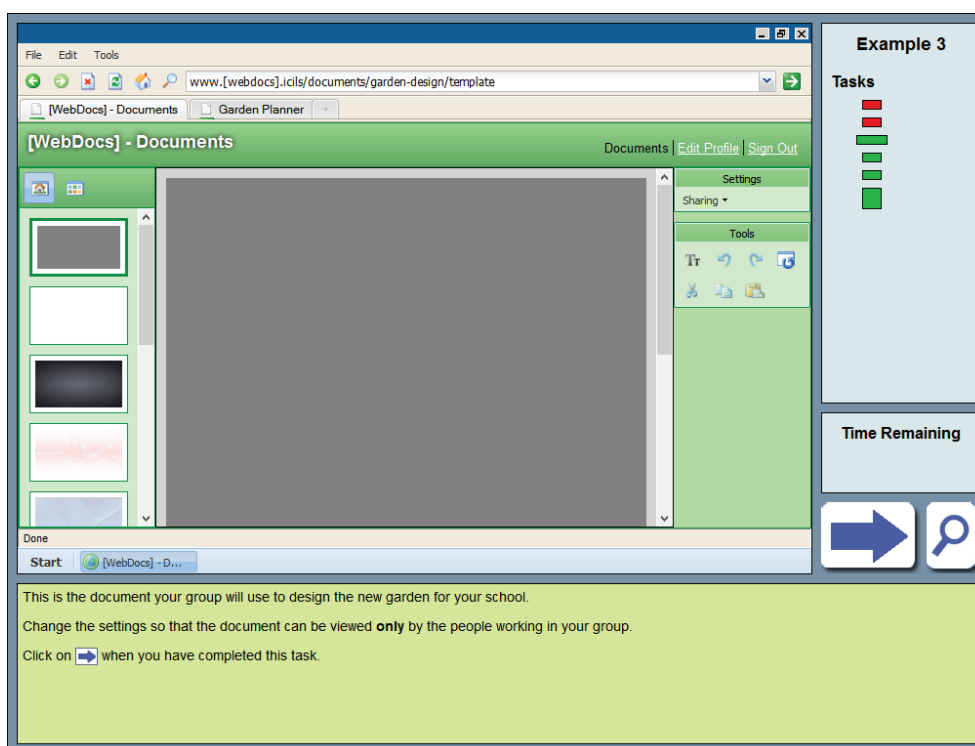 File Edit Tools
www.[webdocs].icils/documents/garden-design/template
[WebDocs] - Documents Garden Planner +
[WebDocs] - Documents
Documents | Edit Profile | Sign Out
Settings
Sharing
Tools
Tт
Done
Start [WebDocs] - D...
Example 3
Tasks
Time Remaining
This is the document your group will use to design the new garden for your school.
Change the settings so that the document can be viewed only by the people working in your group.
Click on when you have completed this task.